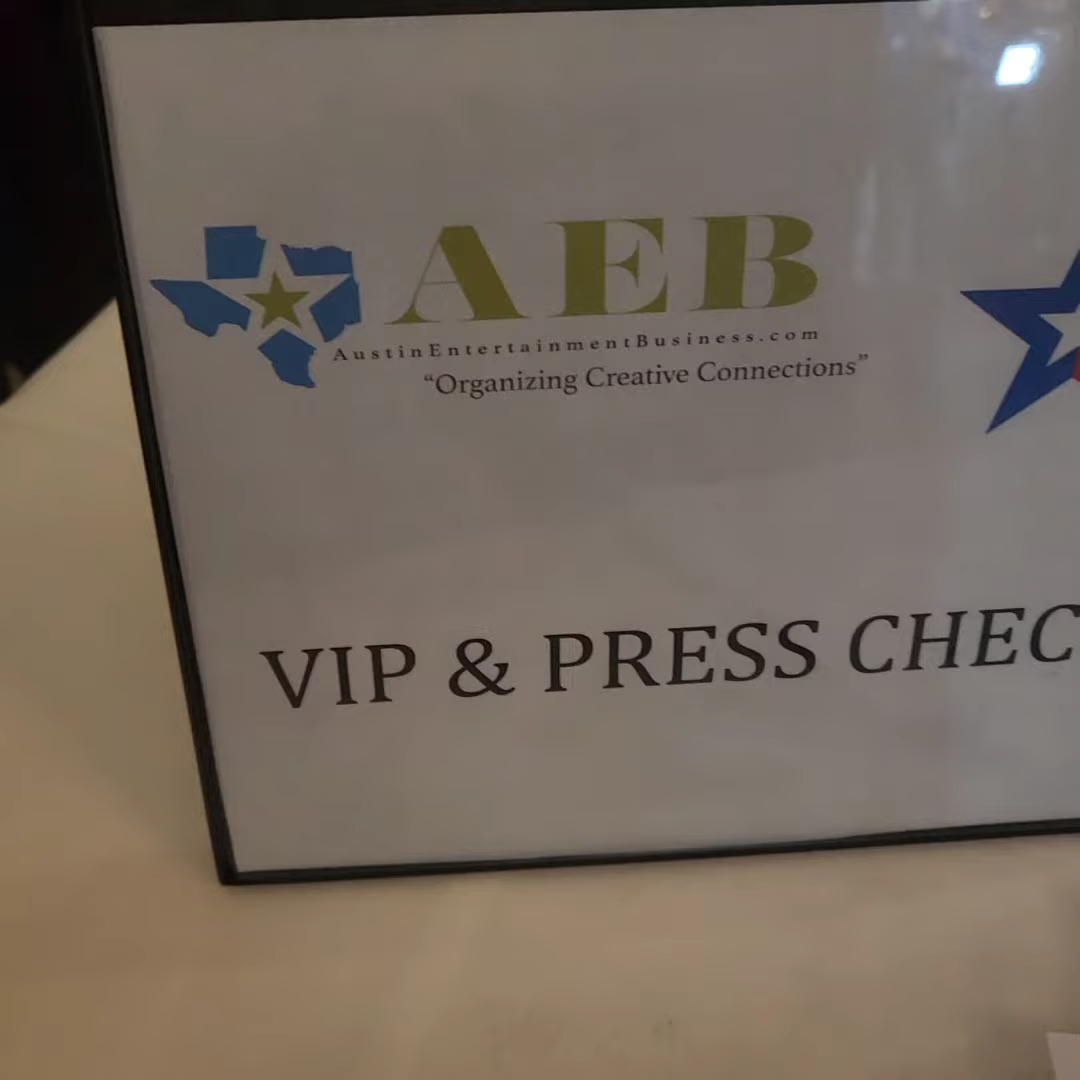 AEB
AustinEntertainmentBusiness.com
“Organizing Creative Connections”
VIP & PRESS CHEC